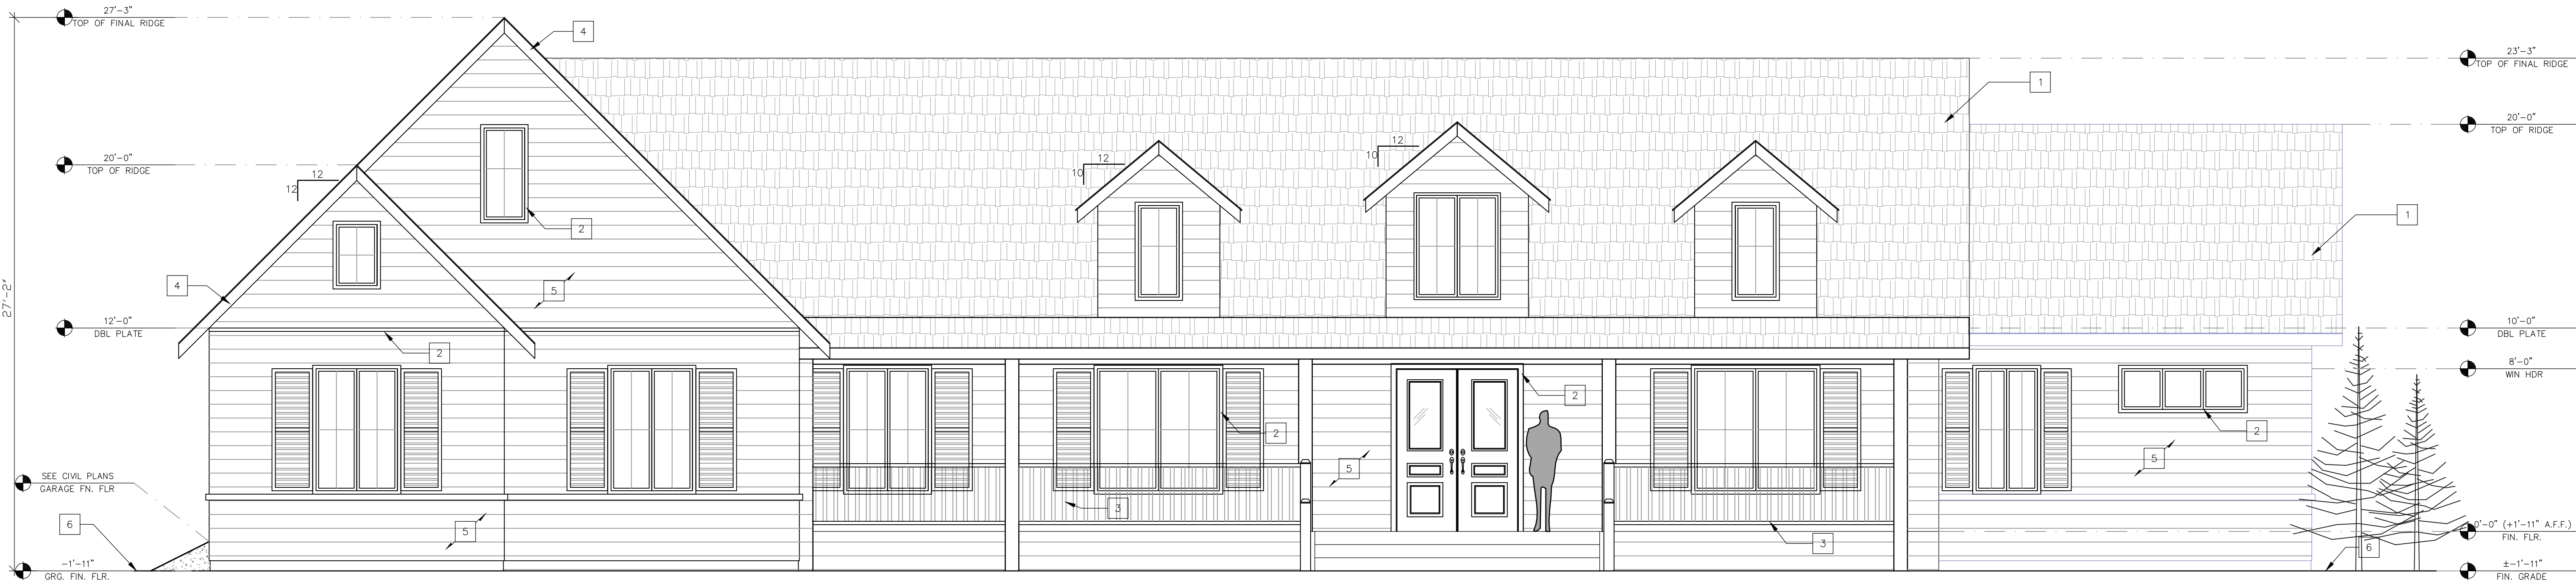 27'-3"
TOP OF FINAL RIDGE
4
23'-3"
TOP OF FINAL RIDGE
1
20'-0"
TOP OF RIDGE
12
10
12
10
20'-0"
TOP OF RIDGE
12
12
1
2
4
5
27'-2"
12'-0"
DBL PLATE
10'-0"
DBL PLATE
2
8'-0"
WIN HDR
2
2
2
5
5
SEE CIVIL PLANS
GARAGE FN. FLR
3
6
5
3
0'-0" (+1'-11" A.F.F.)
FIN. FLR.
6
-1'-11"
GRG. FIN. FLR.
±-1'-11"
FIN. GRADE